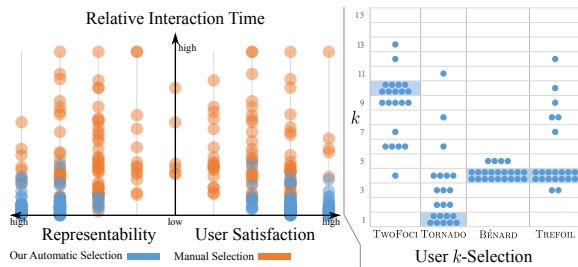 Relative Interaction Time
high
high
low
high
Representability
User Satisfaction
Our Automatic Selection
Manual Selection
15
13
11
9
k
7
5
3
1
TwoFoci
Tornado
Bénard
Trefoil
User k-Selection